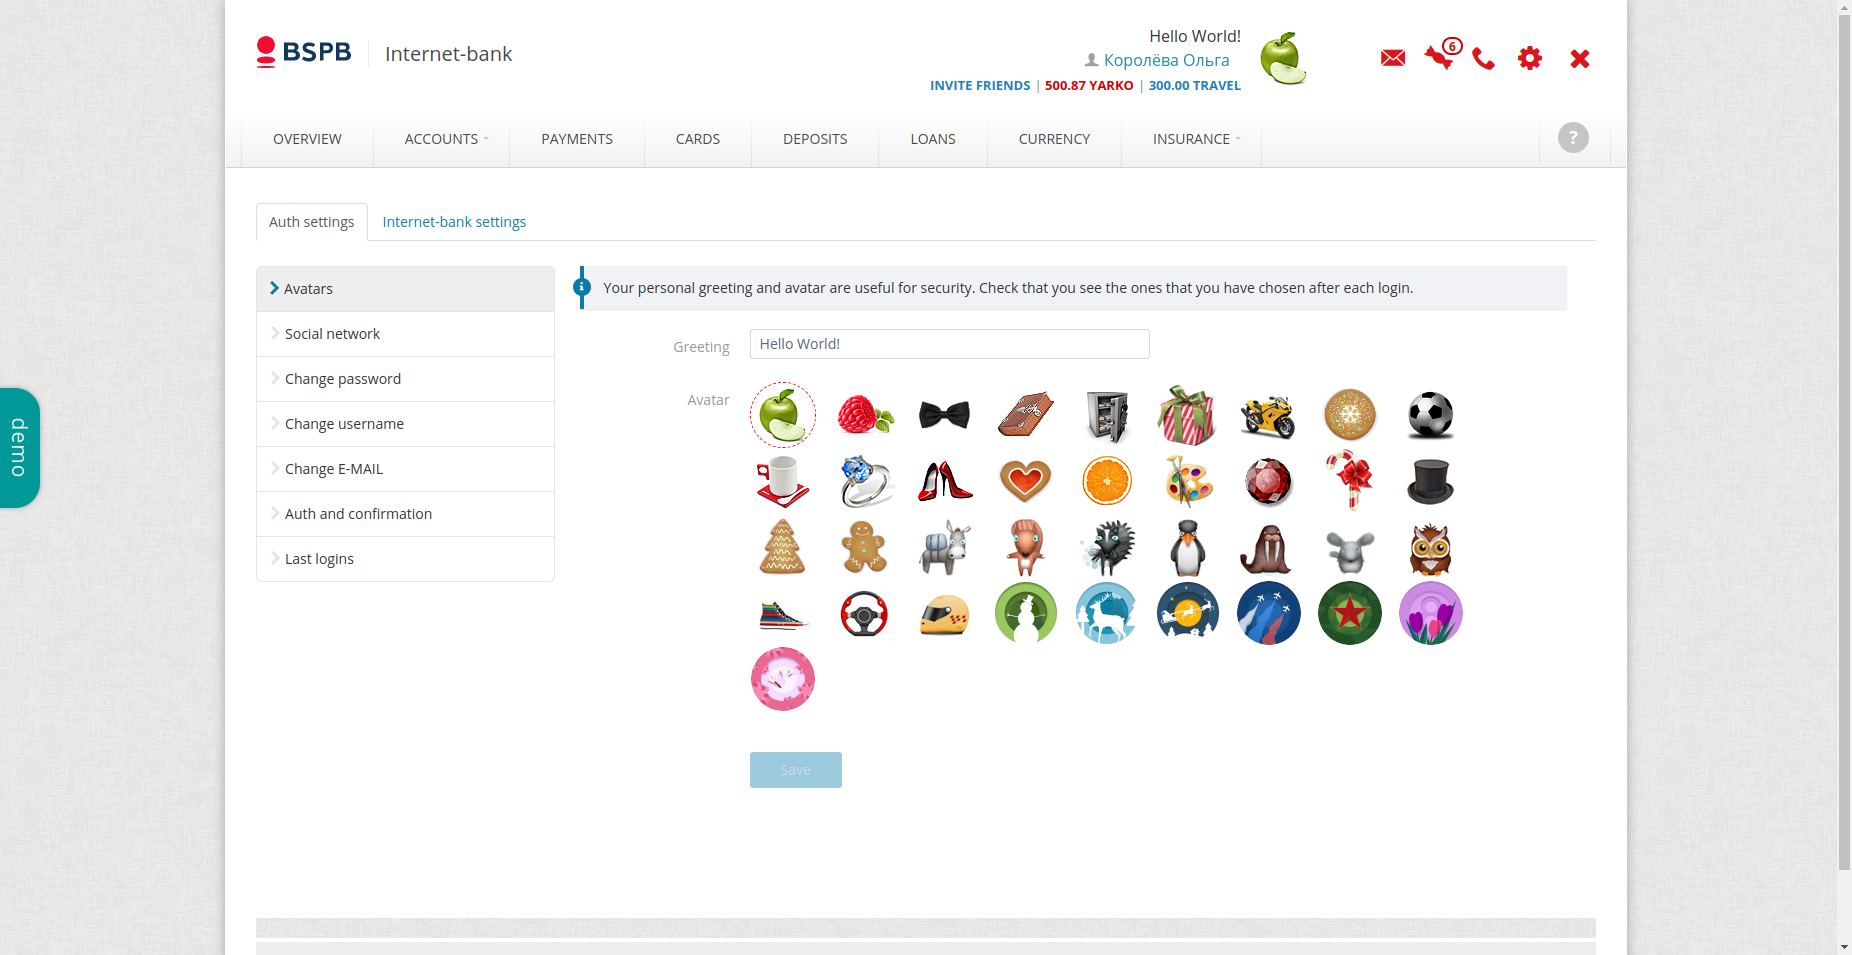 BSPB Internet-bank
Hello World!
Королёва Ольга
INVITE FRIENDS | 500.87 YARKO | 300.00 TRAVEL
6
OVERVIEW ACCOUNTS PAYMENTS CARDS DEPOSITS LOANS CURRENCY INSURANCE ?
Auth settings Internet-bank settings
Avatars
Social network
Change password
Change username
Change E-MAIL
Auth and confirmation
Last logins
Your personal greeting and avatar are useful for security. Check that you see the ones that you have chosen after each login.
Greeting Hello World!
Avatar
Save
demo